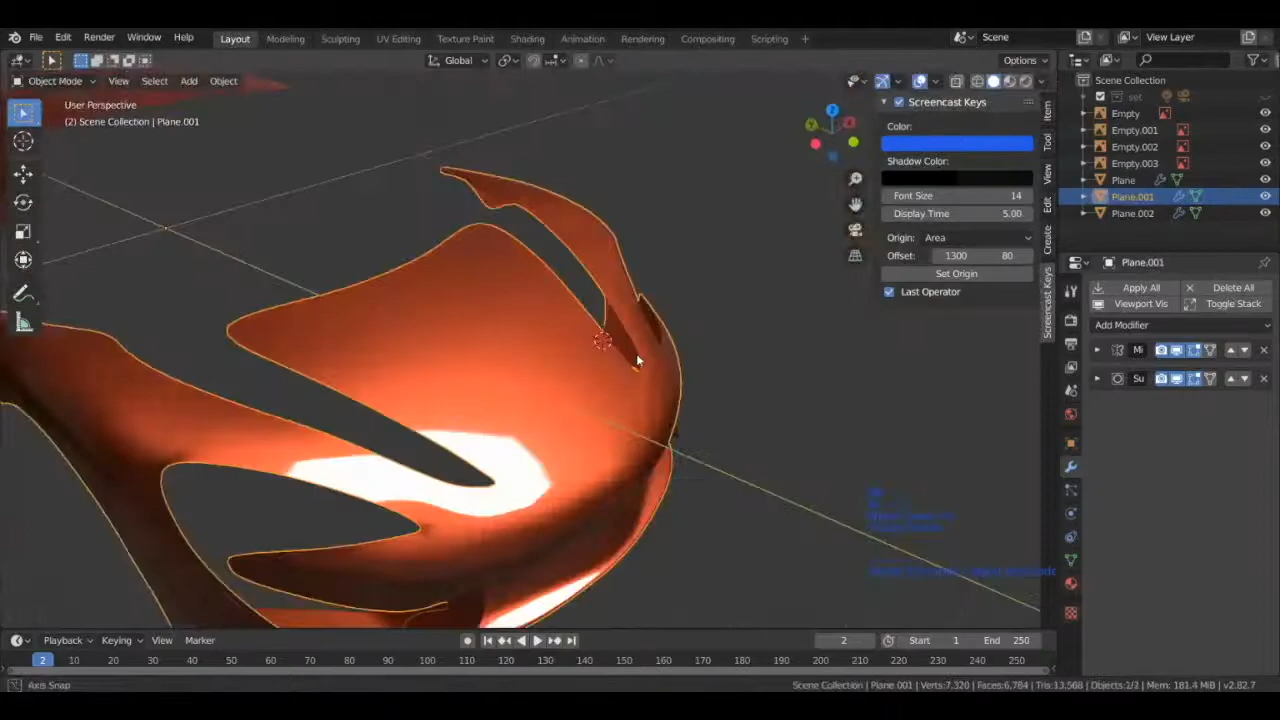 File Edit Render Window Help Layout Modeling Sculpting UV Editing Texture Paint Shading Animation Rendering Compositing Scripting + Scene View Layer
Global Options
Object Mode View Select Add Object
User Perspective
(2) Scene Collection | Plane.001
Screencast Keys
Color:
Shadow Color:
Font Size 14
Display Time 5.00
Origin: Area
Offset: 1300 80
Set Origin
Last Operator
Item
Tool
View
Edit
Create
Screencast Keys
Scene Collection
set
Empty
Empty.001
Empty.002
Empty.003
Plane
Plane.001
Plane.002
Plane.001
Apply All Delete All
Viewport Vis Toggle Stack
Add Modifier
Mi
Su
Playback Keying View Marker 2 Start 1 End 250
2 10 20 30 40 50 60 70 80 90 100 110 120 130 140 150 160 170 180 190 200 210 220 230 240 250
Axis Snap Scene Collection | Plane.001 | Verts:7,320 | Faces:6,784 | Tris:13,568 | Objects:1/2 | Mem: 181.4 MiB | v2.82.7